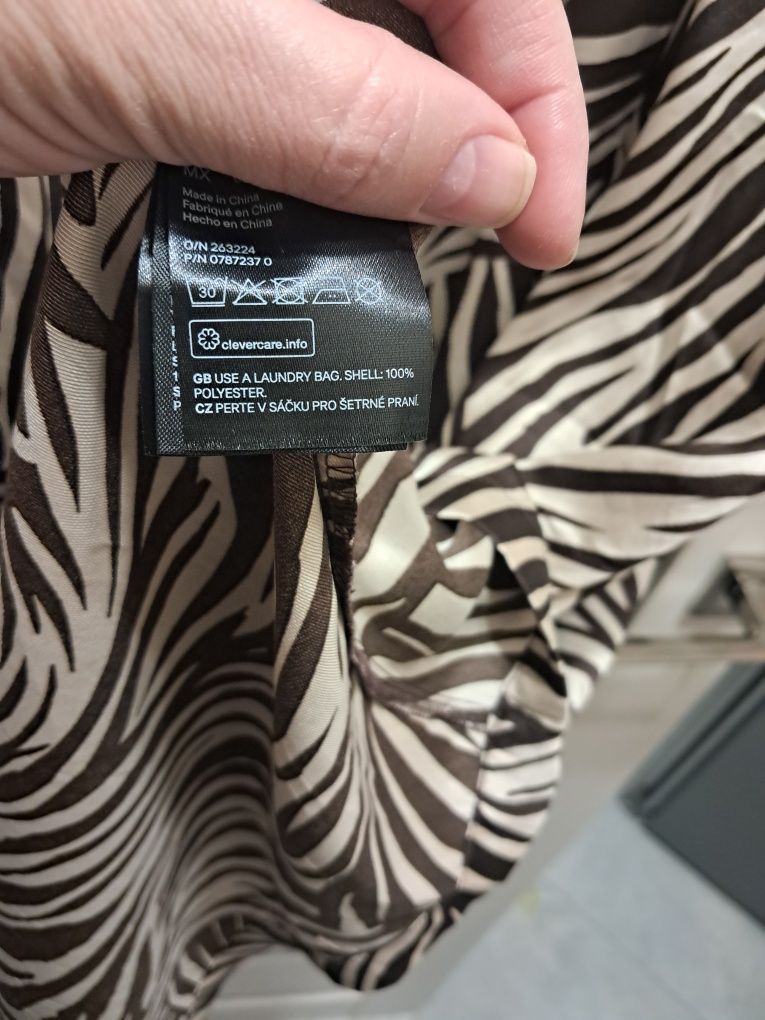 MX
Made in China
Fabriqué en Chine
Hecho en China
O/N 263224
P/N 0787237 0
30
clevercare.info
GB USE A LAUNDRY BAG. SHELL: 100%
POLYESTER.
CZ PERTE V SÁČKU PRO ŠETRNÉ PRANÍ.